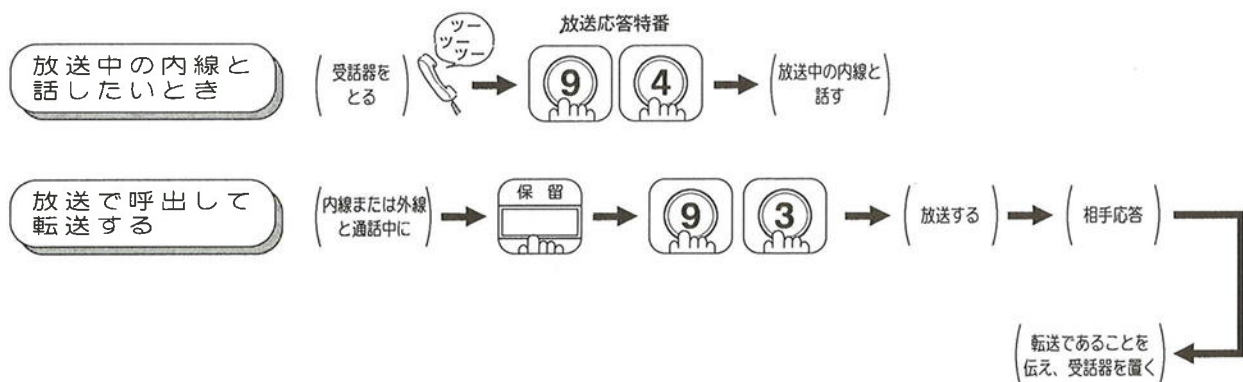 放送中の内線と
話したいとき
受話器を
とる
ツー
ツー
ツー
放送応答特番
9
4
放送中の内線と
話す
放送で呼出して
転送する
内線または外線
と通話中に
保留
9
3
放送する
相手応答
転送であることを
伝え、受話器を置く